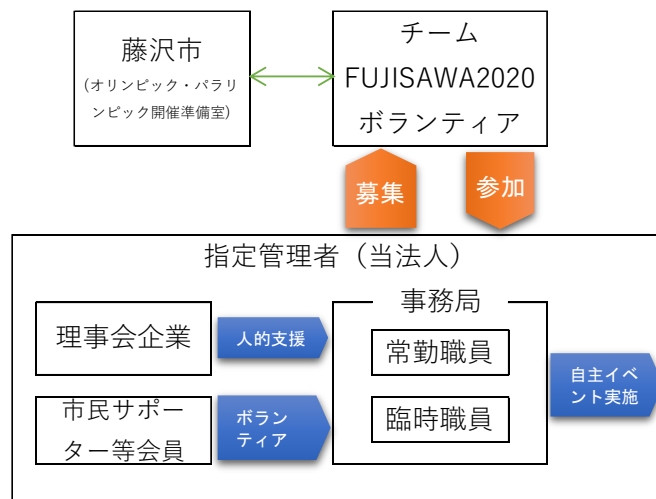 藤沢市
(オリンピック・パラリ
ンピック開催準備室)
チーム
FUJISAWA2020
ボランティア
募集
参加
指定管理者（当法人）
理事会企業
人的支援
市民サポー
ター等会員
ボラン
ティア
事務局
常勤職員
臨時職員
自主イベ
ント実施